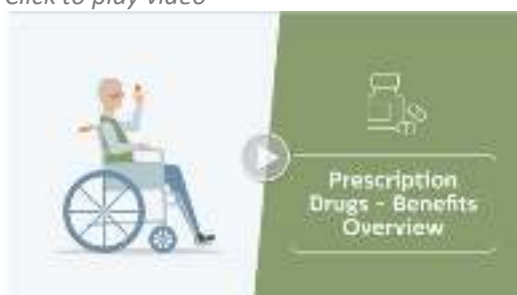 Click to play video
Prescription
Drugs - Benefits
Overview